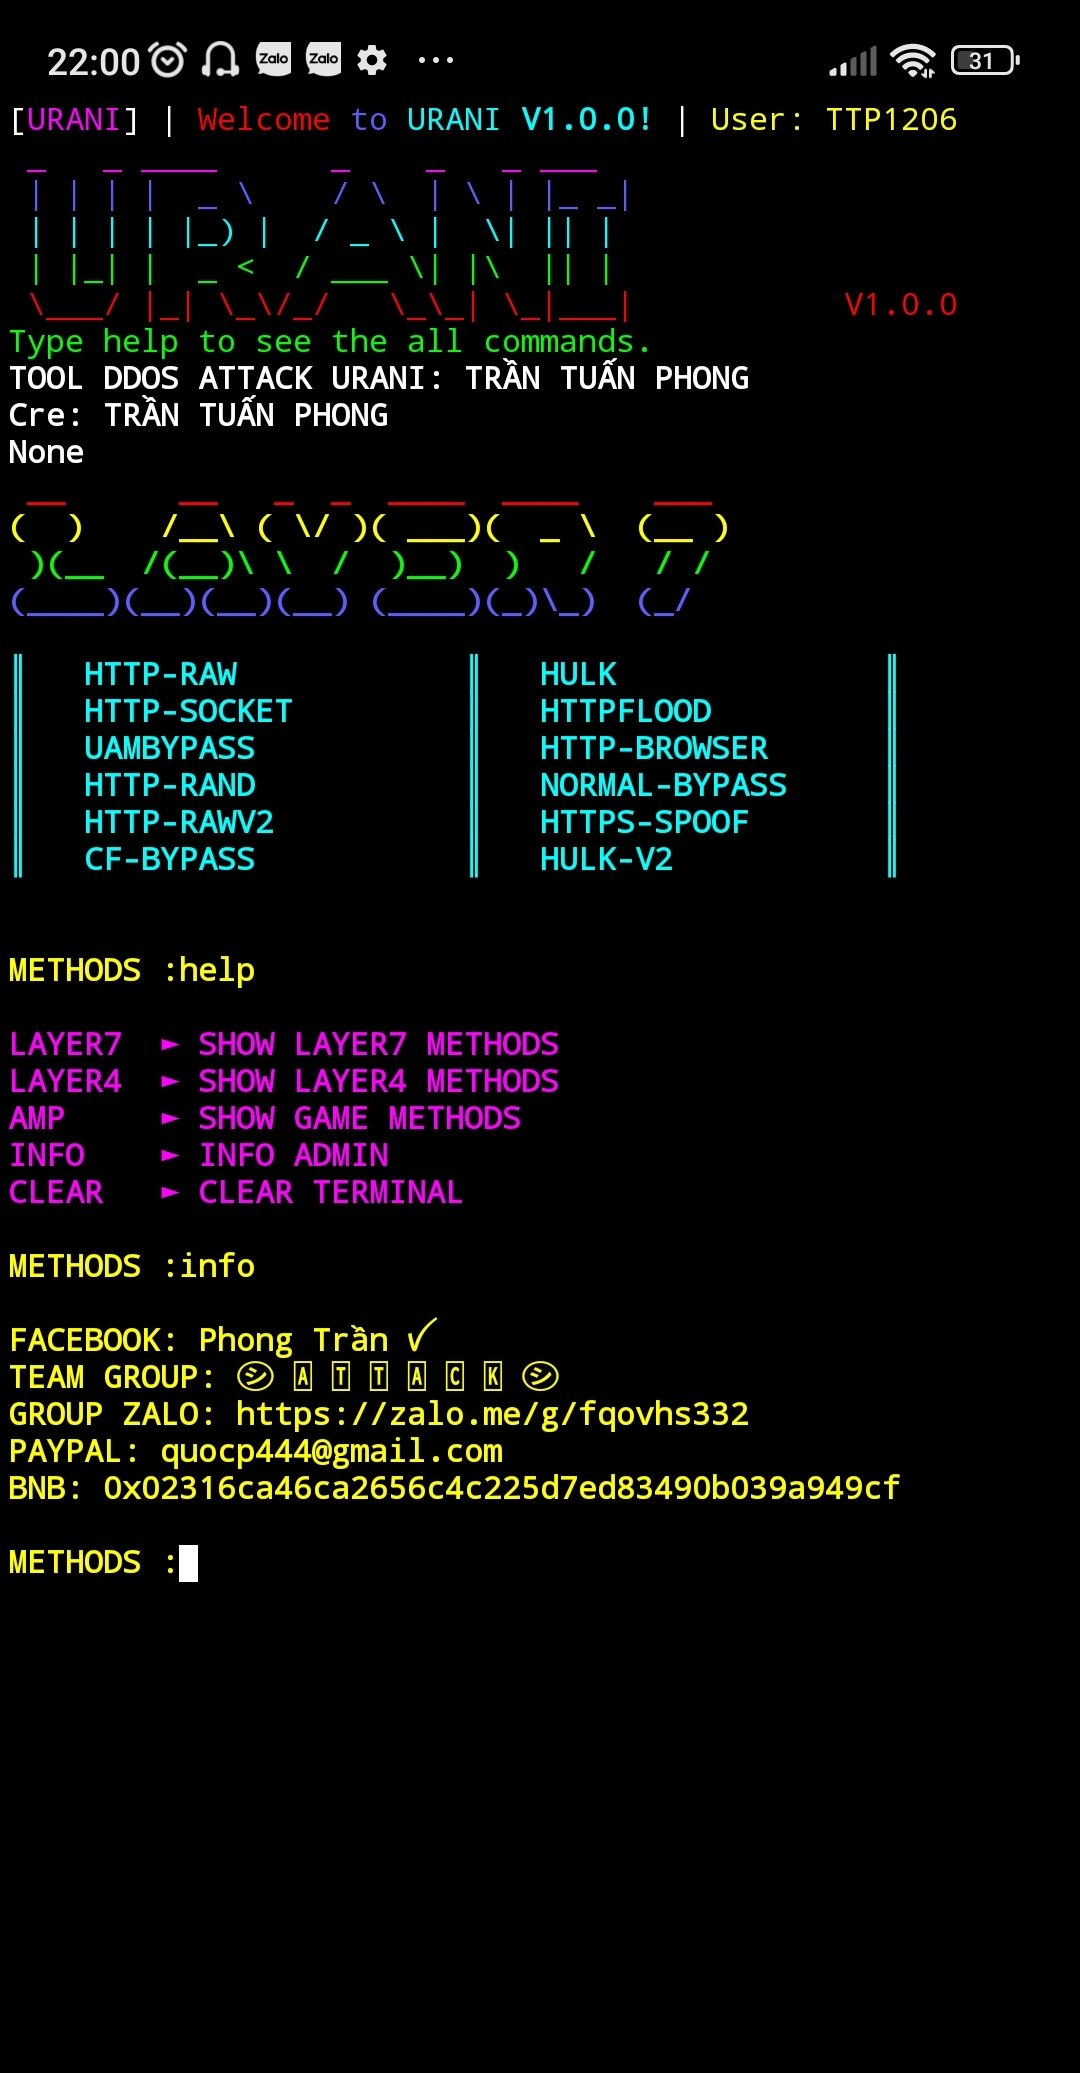 22:00 Zalo Zalo ... 31
[URANI] | Welcome to URANI V1.0.0! | User: TTP1206
URANI V1.0.0
Type help to see the all commands.
TOOL DDOS ATTACK URANI: TRẦN TUẤN PHONG
Cre: TRẦN TUẤN PHONG
None
LAYER 7
HTTP-RAW HULK
HTTP-SOCKET HTTPFLOOD
UAMBYPASS HTTP-BROWSER
HTTP-RAND NORMAL-BYPASS
HTTP-RAWV2 HTTPS-SPOOF
CF-BYPASS HULK-V2
METHODS :help
LAYER7 ► SHOW LAYER7 METHODS
LAYER4 ► SHOW LAYER4 METHODS
AMP ► SHOW GAME METHODS
INFO ► INFO ADMIN
CLEAR ► CLEAR TERMINAL
METHODS :info
FACEBOOK: Phong Trần ✓
TEAM GROUP: ㋛ 🄰 🅃 🅃 🄰 🄲 🄺 ㋛
GROUP ZALO: https://zalo.me/g/fqovhs332
PAYPAL: quocp444@gmail.com
BNB: 0x02316ca46ca2656c4c225d7ed83490b039a949cf
METHODS :